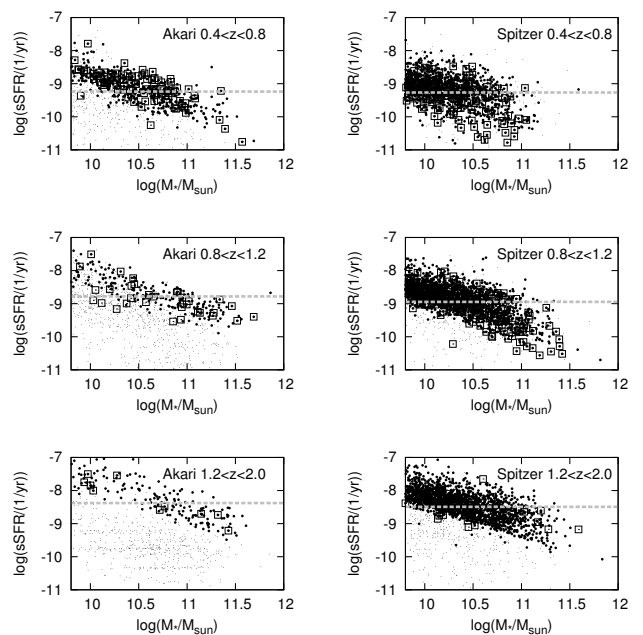 Akari 0.4<z<0.8
log(sSFR/(1/yr))
-7
-8
-9
-10
-11
10 10.5 11 11.5 12
log(M*/Msun)
Spitzer 0.4<z<0.8
log(sSFR/(1/yr))
-7
-8
-9
-10
-11
10 10.5 11 11.5 12
log(M*/Msun)
Akari 0.8<z<1.2
log(sSFR/(1/yr))
-7
-8
-9
-10
-11
10 10.5 11 11.5 12
log(M*/Msun)
Spitzer 0.8<z<1.2
log(sSFR/(1/yr))
-7
-8
-9
-10
-11
10 10.5 11 11.5 12
log(M*/Msun)
Akari 1.2<z<2.0
log(sSFR/(1/yr))
-7
-8
-9
-10
-11
10 10.5 11 11.5 12
log(M*/Msun)
Spitzer 1.2<z<2.0
log(sSFR/(1/yr))
-7
-8
-9
-10
-11
10 10.5 11 11.5 12
log(M*/Msun)